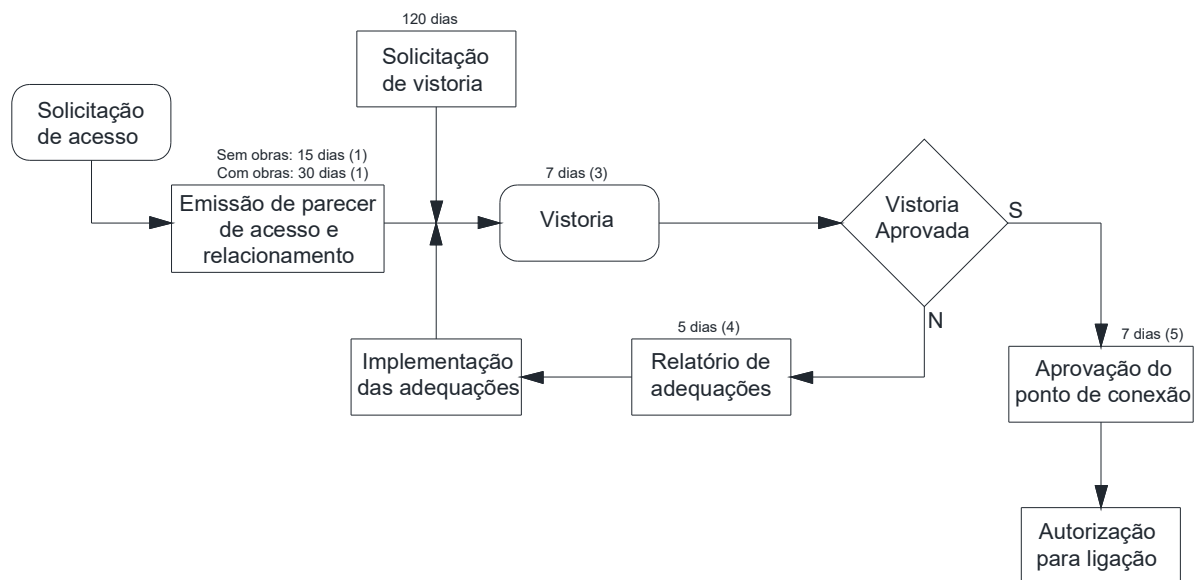 120 dias
Solicitação
de vistoria
Solicitação
de acesso
Sem obras: 15 dias (1)
Com obras: 30 dias (1)
Emissão de parecer
de acesso e
relacionamento
7 dias (3)
Vistoria
Vistoria
Aprovada
S
N
5 dias (4)
Relatório de
adequações
Implementação
das adequações
7 dias (5)
Aprovação do
ponto de conexão
Autorização
para ligação